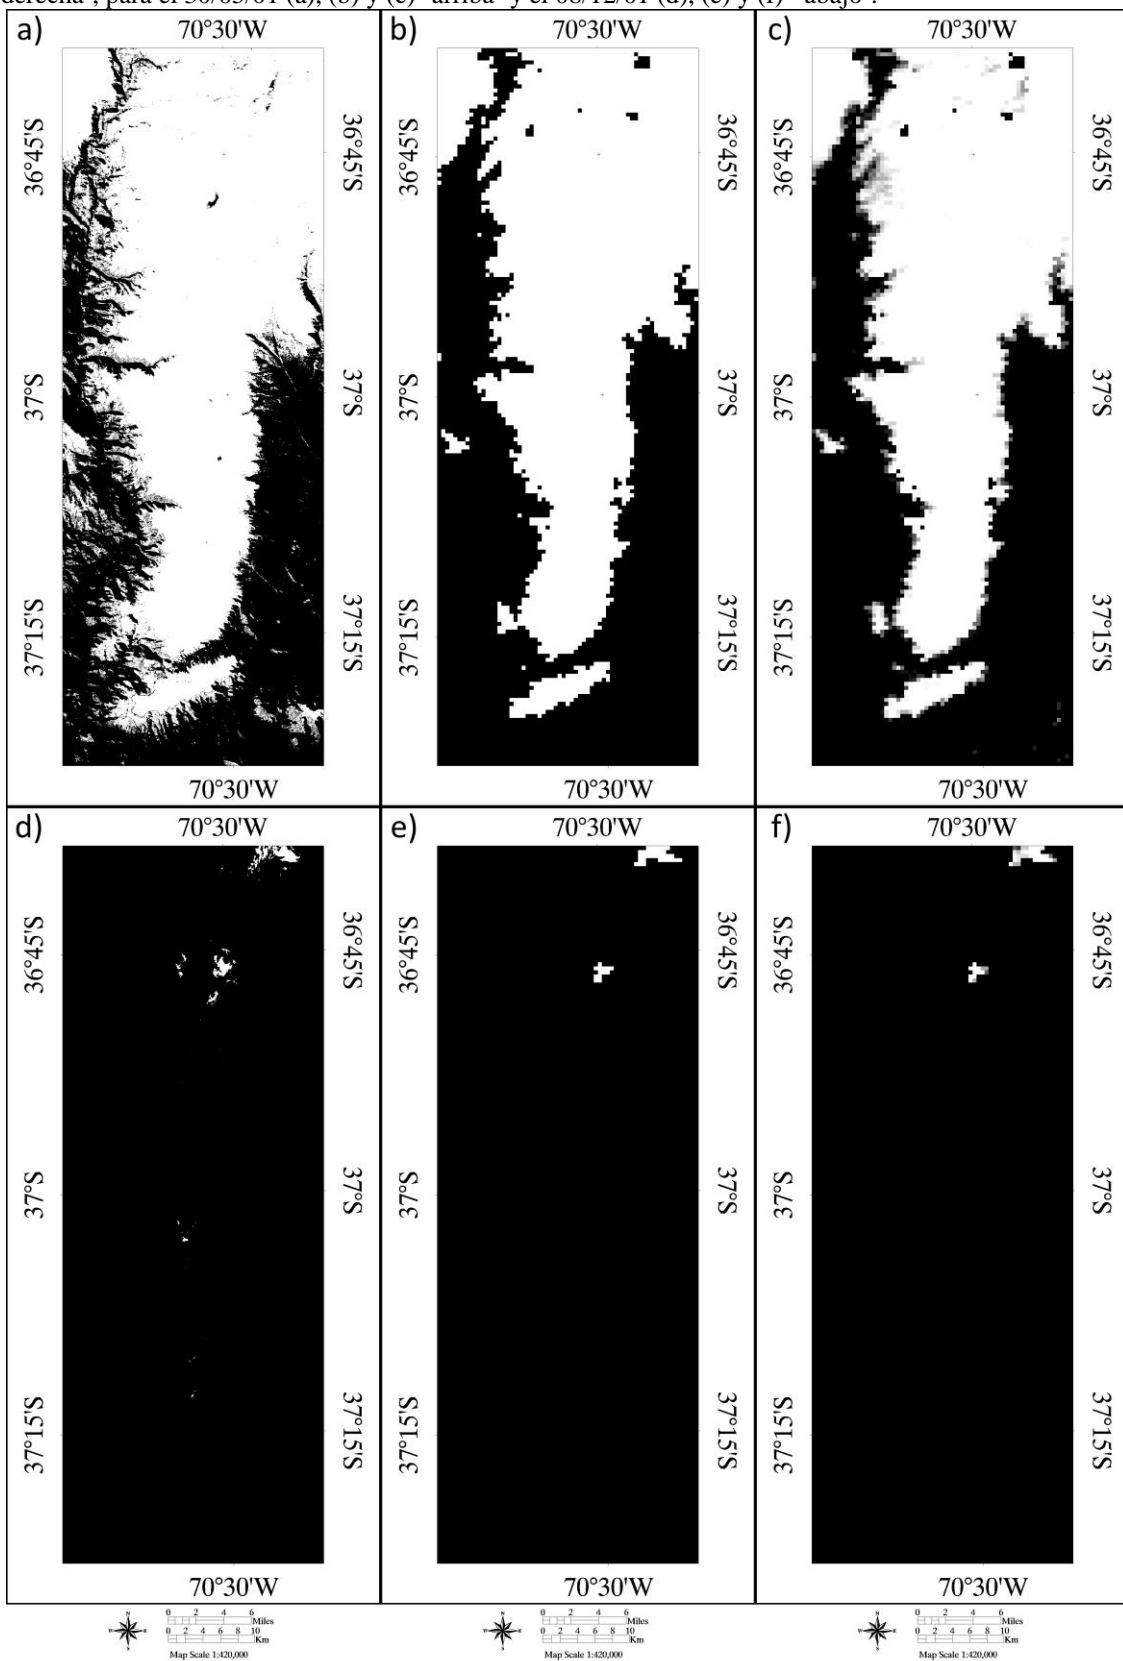 derecha", para el 30/05/01 (a), (b) y (c) "arriba" y el 08/12/01 (d), (e) y (f) "abajo".
a) 70°30'W
b) 70°30'W
c) 70°30'W
36°45'S 36°45'S
36°45'S 36°45'S
36°45'S 36°45'S
37°S 37°S
37°S 37°S
37°S 37°S
37°15'S 37°15'S
37°15'S 37°15'S
37°15'S 37°15'S
70°30'W
70°30'W
70°30'W
d) 70°30'W
e) 70°30'W
f) 70°30'W
36°45'S 36°45'S
36°45'S 36°45'S
36°45'S 36°45'S
37°S 37°S
37°S 37°S
37°S 37°S
37°15'S 37°15'S
37°15'S 37°15'S
37°15'S 37°15'S
70°30'W
70°30'W
70°30'W
N W E S
0 2 4 6 Miles
0 2 4 6 8 10 Km
Map Scale 1:420,000
N W E S
0 2 4 6 Miles
0 2 4 6 8 10 Km
Map Scale 1:420,000
N W E S
0 2 4 6 Miles
0 2 4 6 8 10 Km
Map Scale 1:420,000